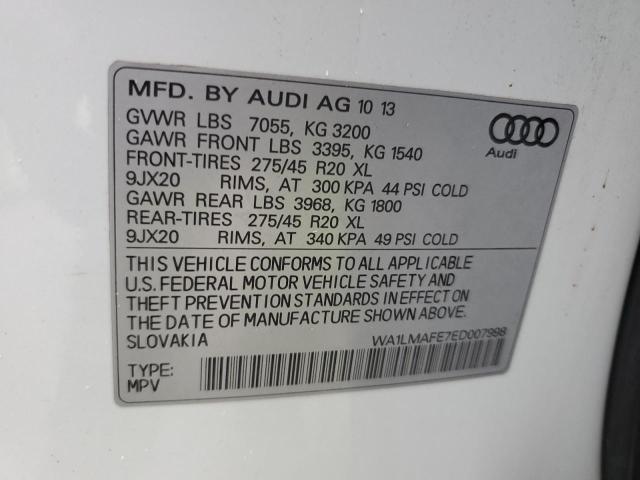 MFD. BY AUDI AG 10 13
GVWR LBS 7055, KG 3200
GAWR FRONT LBS 3395, KG 1540
FRONT-TIRES 275/45 R20 XL
9JX20 RIMS, AT 300 KPA 44 PSI COLD
GAWR REAR LBS 3968, KG 1800
REAR-TIRES 275/45 R20 XL
9JX20 RIMS, AT 340 KPA 49 PSI COLD
Audi
THIS VEHICLE CONFORMS TO ALL APPLICABLE
U.S. FEDERAL MOTOR VEHICLE SAFETY AND
THEFT PREVENTION STANDARDS IN EFFECT ON
THE DATE OF MANUFACTURE SHOWN ABOVE.
SLOVAKIA
WA1LMAFE7ED007998
TYPE:
MPV